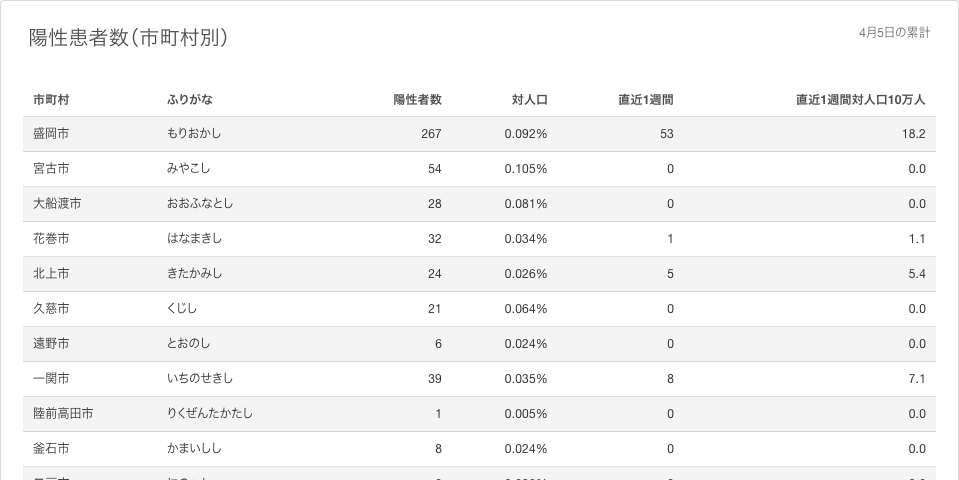 陽性患者数（市町村別）
4月5日の累計
市町村 ふりがな 陽性者数 対人口 直近1週間 直近1週間対人口10万人
盛岡市 もりおかし 267 0.092% 53 18.2
宮古市 みやこし 54 0.105% 0 0.0
大船渡市 おおふなとし 28 0.081% 0 0.0
花巻市 はなまきし 32 0.034% 1 1.1
北上市 きたかみし 24 0.026% 5 5.4
久慈市 くじし 21 0.064% 0 0.0
遠野市 とおのし 6 0.024% 0 0.0
一関市 いちのせきし 39 0.035% 8 7.1
陸前高田市 りくぜんたかたし 1 0.005% 0 0.0
釜石市 かまいしし 8 0.024% 0 0.0